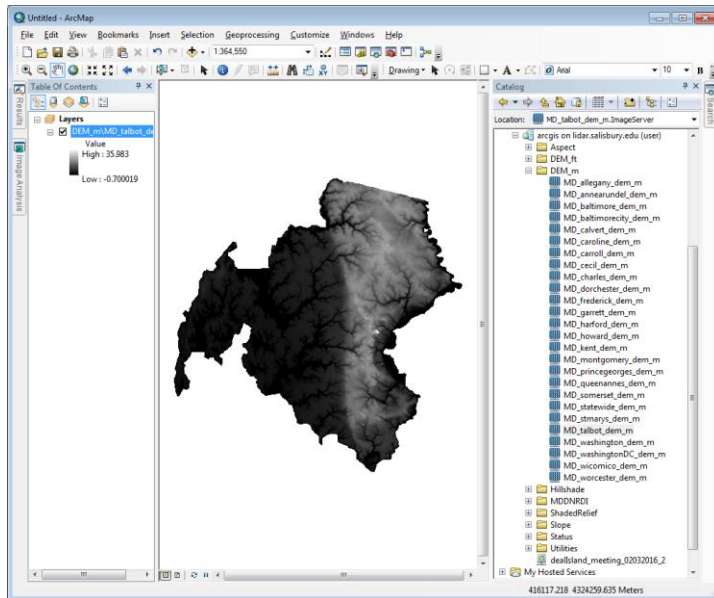 Untitled - ArcMap
File Edit View Bookmarks Insert Selection Geoprocessing Customize Windows Help
1:364,550
Drawing Arial 10 B
Results
Image Analysis
Table Of Contents
Layers
DEM_m\MD_talbot_de
Value
High : 35.983
Low : -0.700019
Catalog
Location: MD_talbot_dem_m.ImageServer
arcgis on lidar.salisbury.edu (user)
Aspect
DEM_ft
DEM_m
MD_allegany_dem_m
MD_annearundel_dem_m
MD_baltimore_dem_m
MD_baltimorecity_dem_m
MD_calvert_dem_m
MD_caroline_dem_m
MD_carroll_dem_m
MD_cecil_dem_m
MD_charles_dem_m
MD_dorchester_dem_m
MD_frederick_dem_m
MD_garrett_dem_m
MD_harford_dem_m
MD_howard_dem_m
MD_kent_dem_m
MD_montgomery_dem_m
MD_princegeorges_dem_m
MD_queenannes_dem_m
MD_somerset_dem_m
MD_statewide_dem_m
MD_stmarys_dem_m
MD_talbot_dem_m
MD_washington_dem_m
MD_washingtonDC_dem_m
MD_wicomico_dem_m
MD_worcester_dem_m
Hillshade
MDDNRDI
ShadedRelief
Slope
Status
Utilities
dealIsland_meeting_02032016_2
My Hosted Services
Search
416117.218 4324259.635 Meters